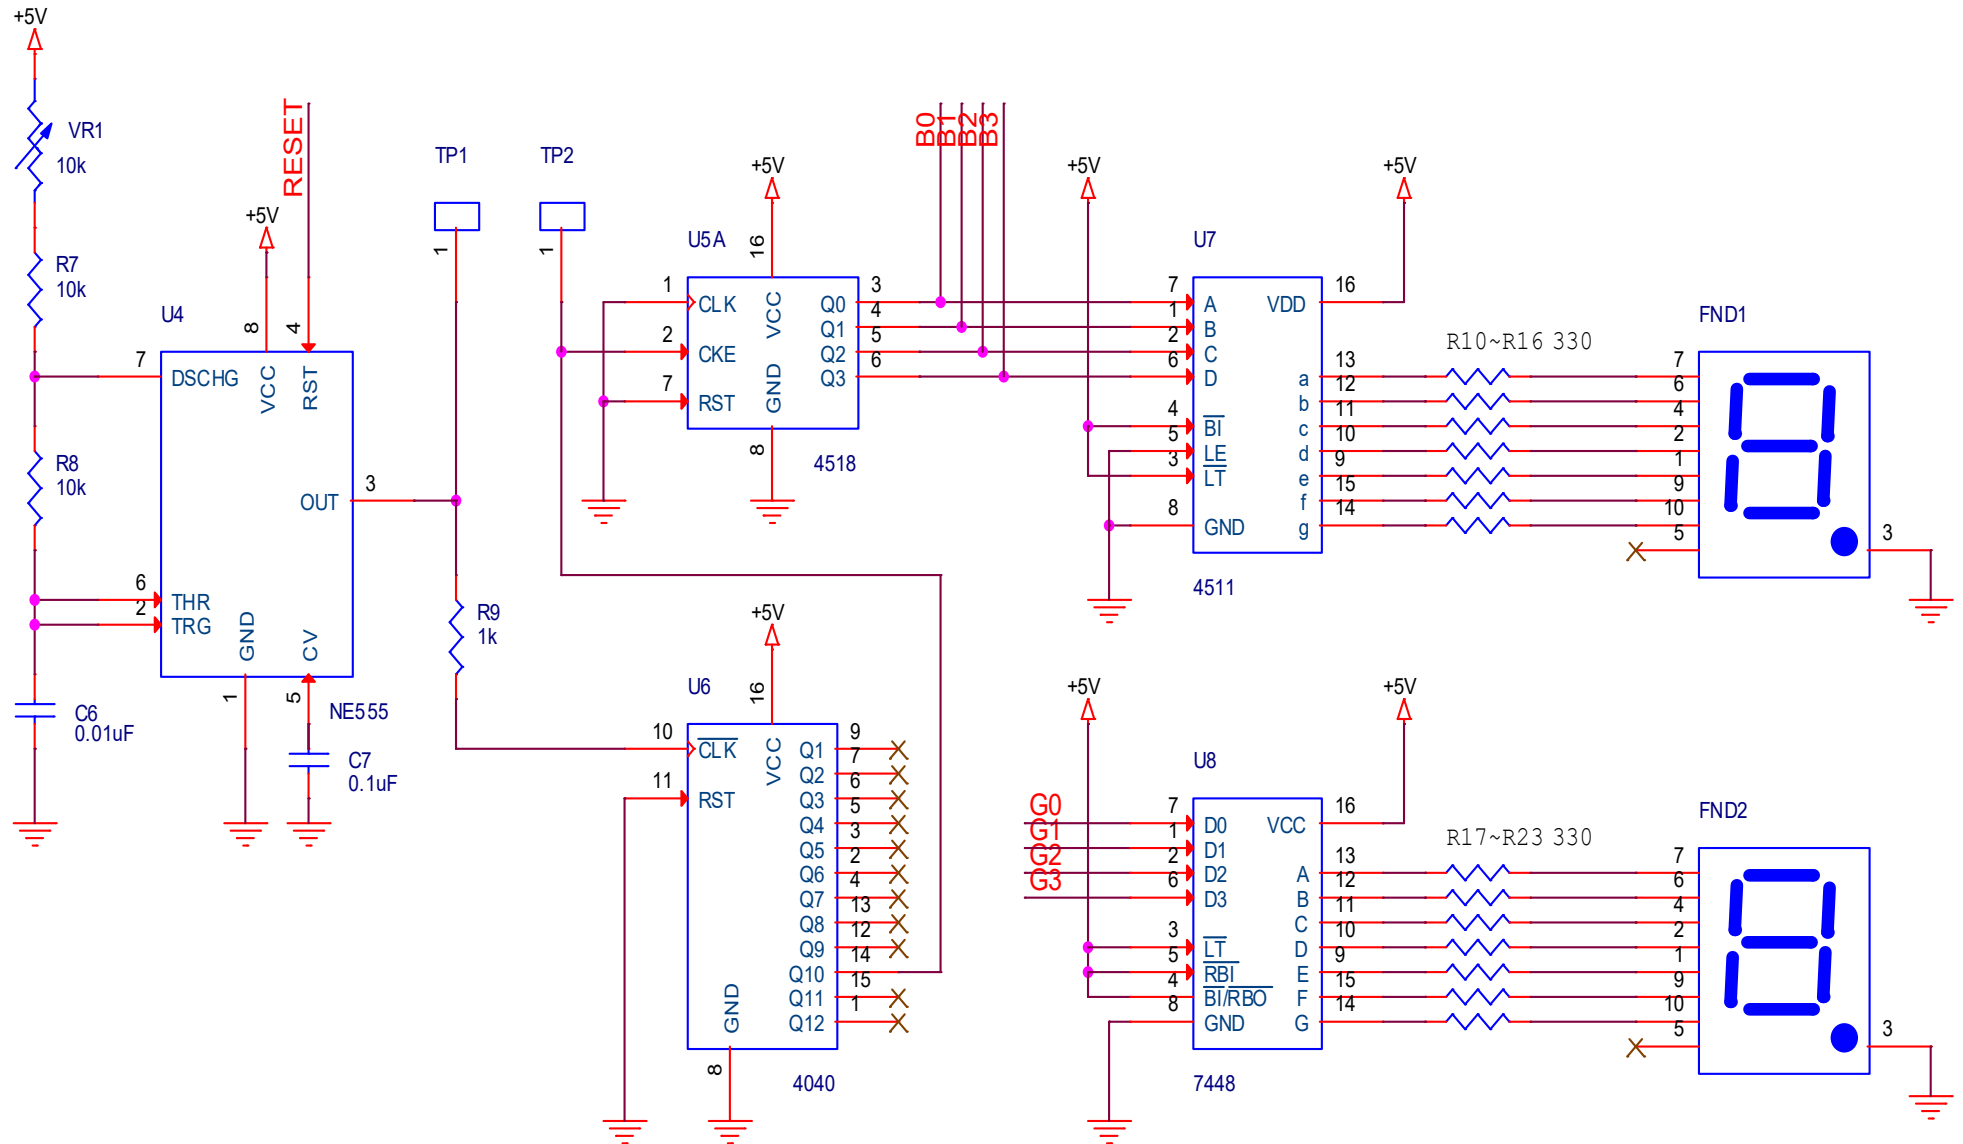 +5V
VR1
10k
R7
10k
R8
10k
C6
0.01uF
RESET
+5V
U4
8
4
7
DSCHG
VCC
RST
OUT
3
6
THR
2
TRG
GND
CV
1
5
NE555
C7
0.1uF
TP1
1
TP2
1
R9
1k
+5V
U5A
16
1
CLK
2
CKE
7
RST
VCC
GND
Q0
3
Q1
4
Q2
5
Q3
6
8
4518
B0
B1
B2
B3
+5V
U6
16
10
CLK
11
RST
VCC
GND
Q1
9
Q2
7
Q3
6
Q4
5
Q5
3
Q6
2
Q7
4
Q8
13
Q9
12
Q10
14
Q11
15
Q12
1
8
4040
+5V
+5V
U7
7
A
1
B
2
C
6
D
4
BI
5
LE
3
LT
8
GND
VDD
16
a
13
b
12
c
11
d
10
e
9
f
15
g
14
4511
R10~R16 330
FND1
7
6
4
2
1
9
10
5
3
+5V
+5V
U8
G0
G1
G2
G3
7
D0
1
D1
2
D2
6
D3
3
LT
5
RBI
4
BI/RBO
8
GND
VCC
16
A
13
B
12
C
11
D
10
E
9
F
15
G
14
7448
R17~R23 330
FND2
7
6
4
2
1
9
10
5
3